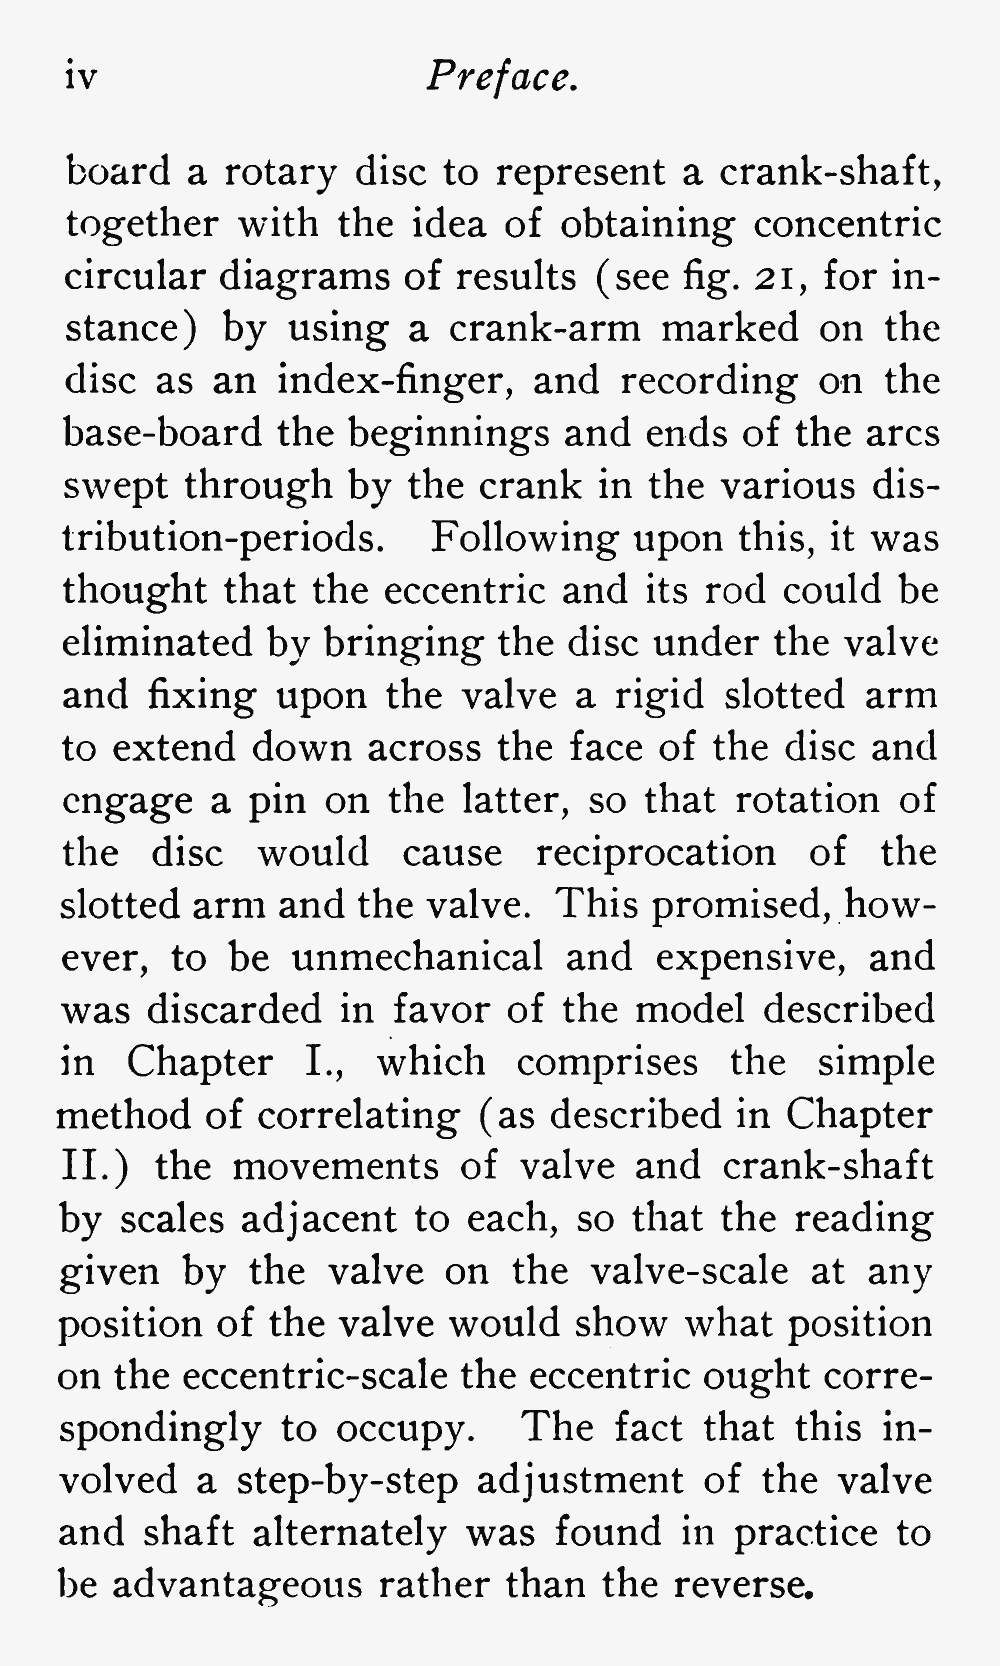 iv Preface.
board a rotary disc to represent a crank-shaft,
together with the idea of obtaining concentric
circular diagrams of results (see fig. 21, for in-
stance) by using a crank-arm marked on the
disc as an index-finger, and recording on the
base-board the beginnings and ends of the arcs
swept through by the crank in the various dis-
tribution-periods. Following upon this, it was
thought that the eccentric and its rod could be
eliminated by bringing the disc under the valve
and fixing upon the valve a rigid slotted arm
to extend down across the face of the disc and
engage a pin on the latter, so that rotation of
the disc would cause reciprocation of the
slotted arm and the valve. This promised, how-
ever, to be unmechanical and expensive, and
was discarded in favor of the model described
in Chapter I., which comprises the simple
method of correlating (as described in Chapter
II.) the movements of valve and crank-shaft
by scales adjacent to each, so that the reading
given by the valve on the valve-scale at any
position of the valve would show what position
on the eccentric-scale the eccentric ought corre-
spondingly to occupy. The fact that this in-
volved a step-by-step adjustment of the valve
and shaft alternately was found in practice to
be advantageous rather than the reverse.